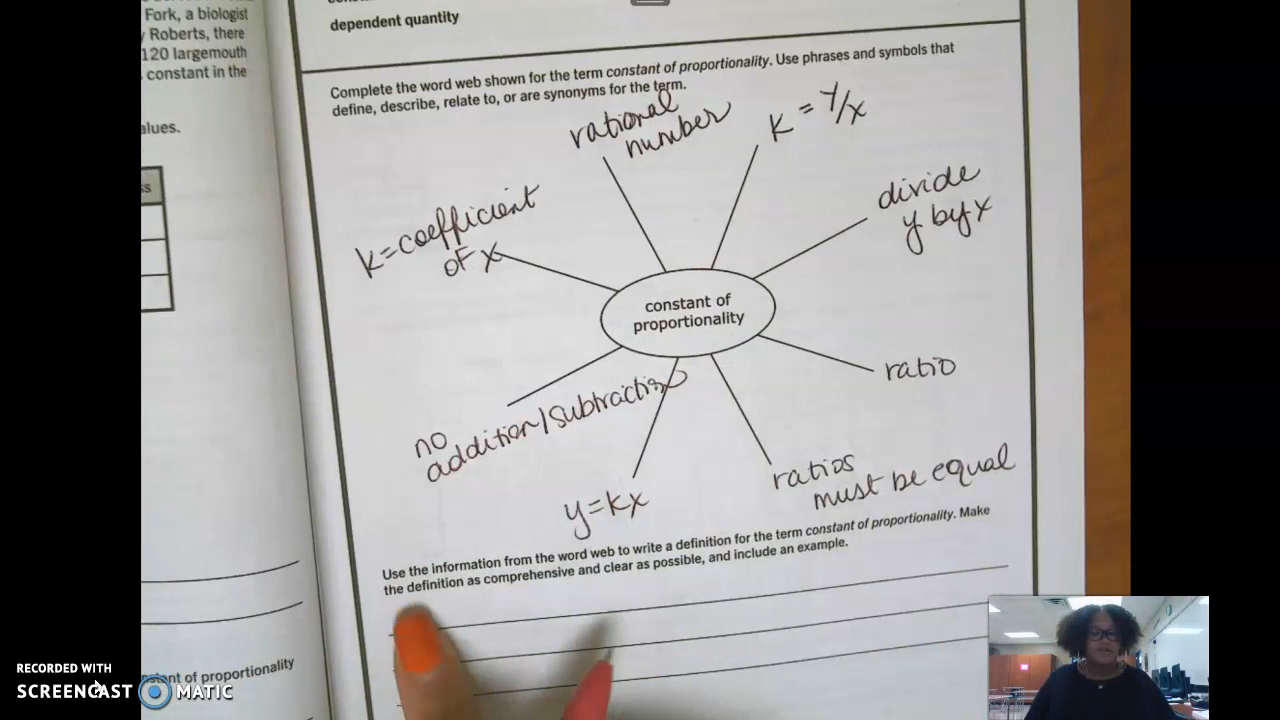 Fork, a biologist
Roberts, there
120 largemouth
constant in the
alues.
ss
dependent quantity
Complete the word web shown for the term constant of proportionality. Use phrases and symbols that
define, describe, relate to, or are synonyms for the term.
rational
number
k = y/x
divide
y by x
k=coefficient
of x
constant of
proportionality
ratio
no
addition/subtraction
ratios
must be equal
y=kx
Use the information from the word web to write a definition for the term constant of proportionality. Make
the definition as comprehensive and clear as possible, and include an example.
nt of proportionality
RECORDED WITH
SCREENCAST MATIC